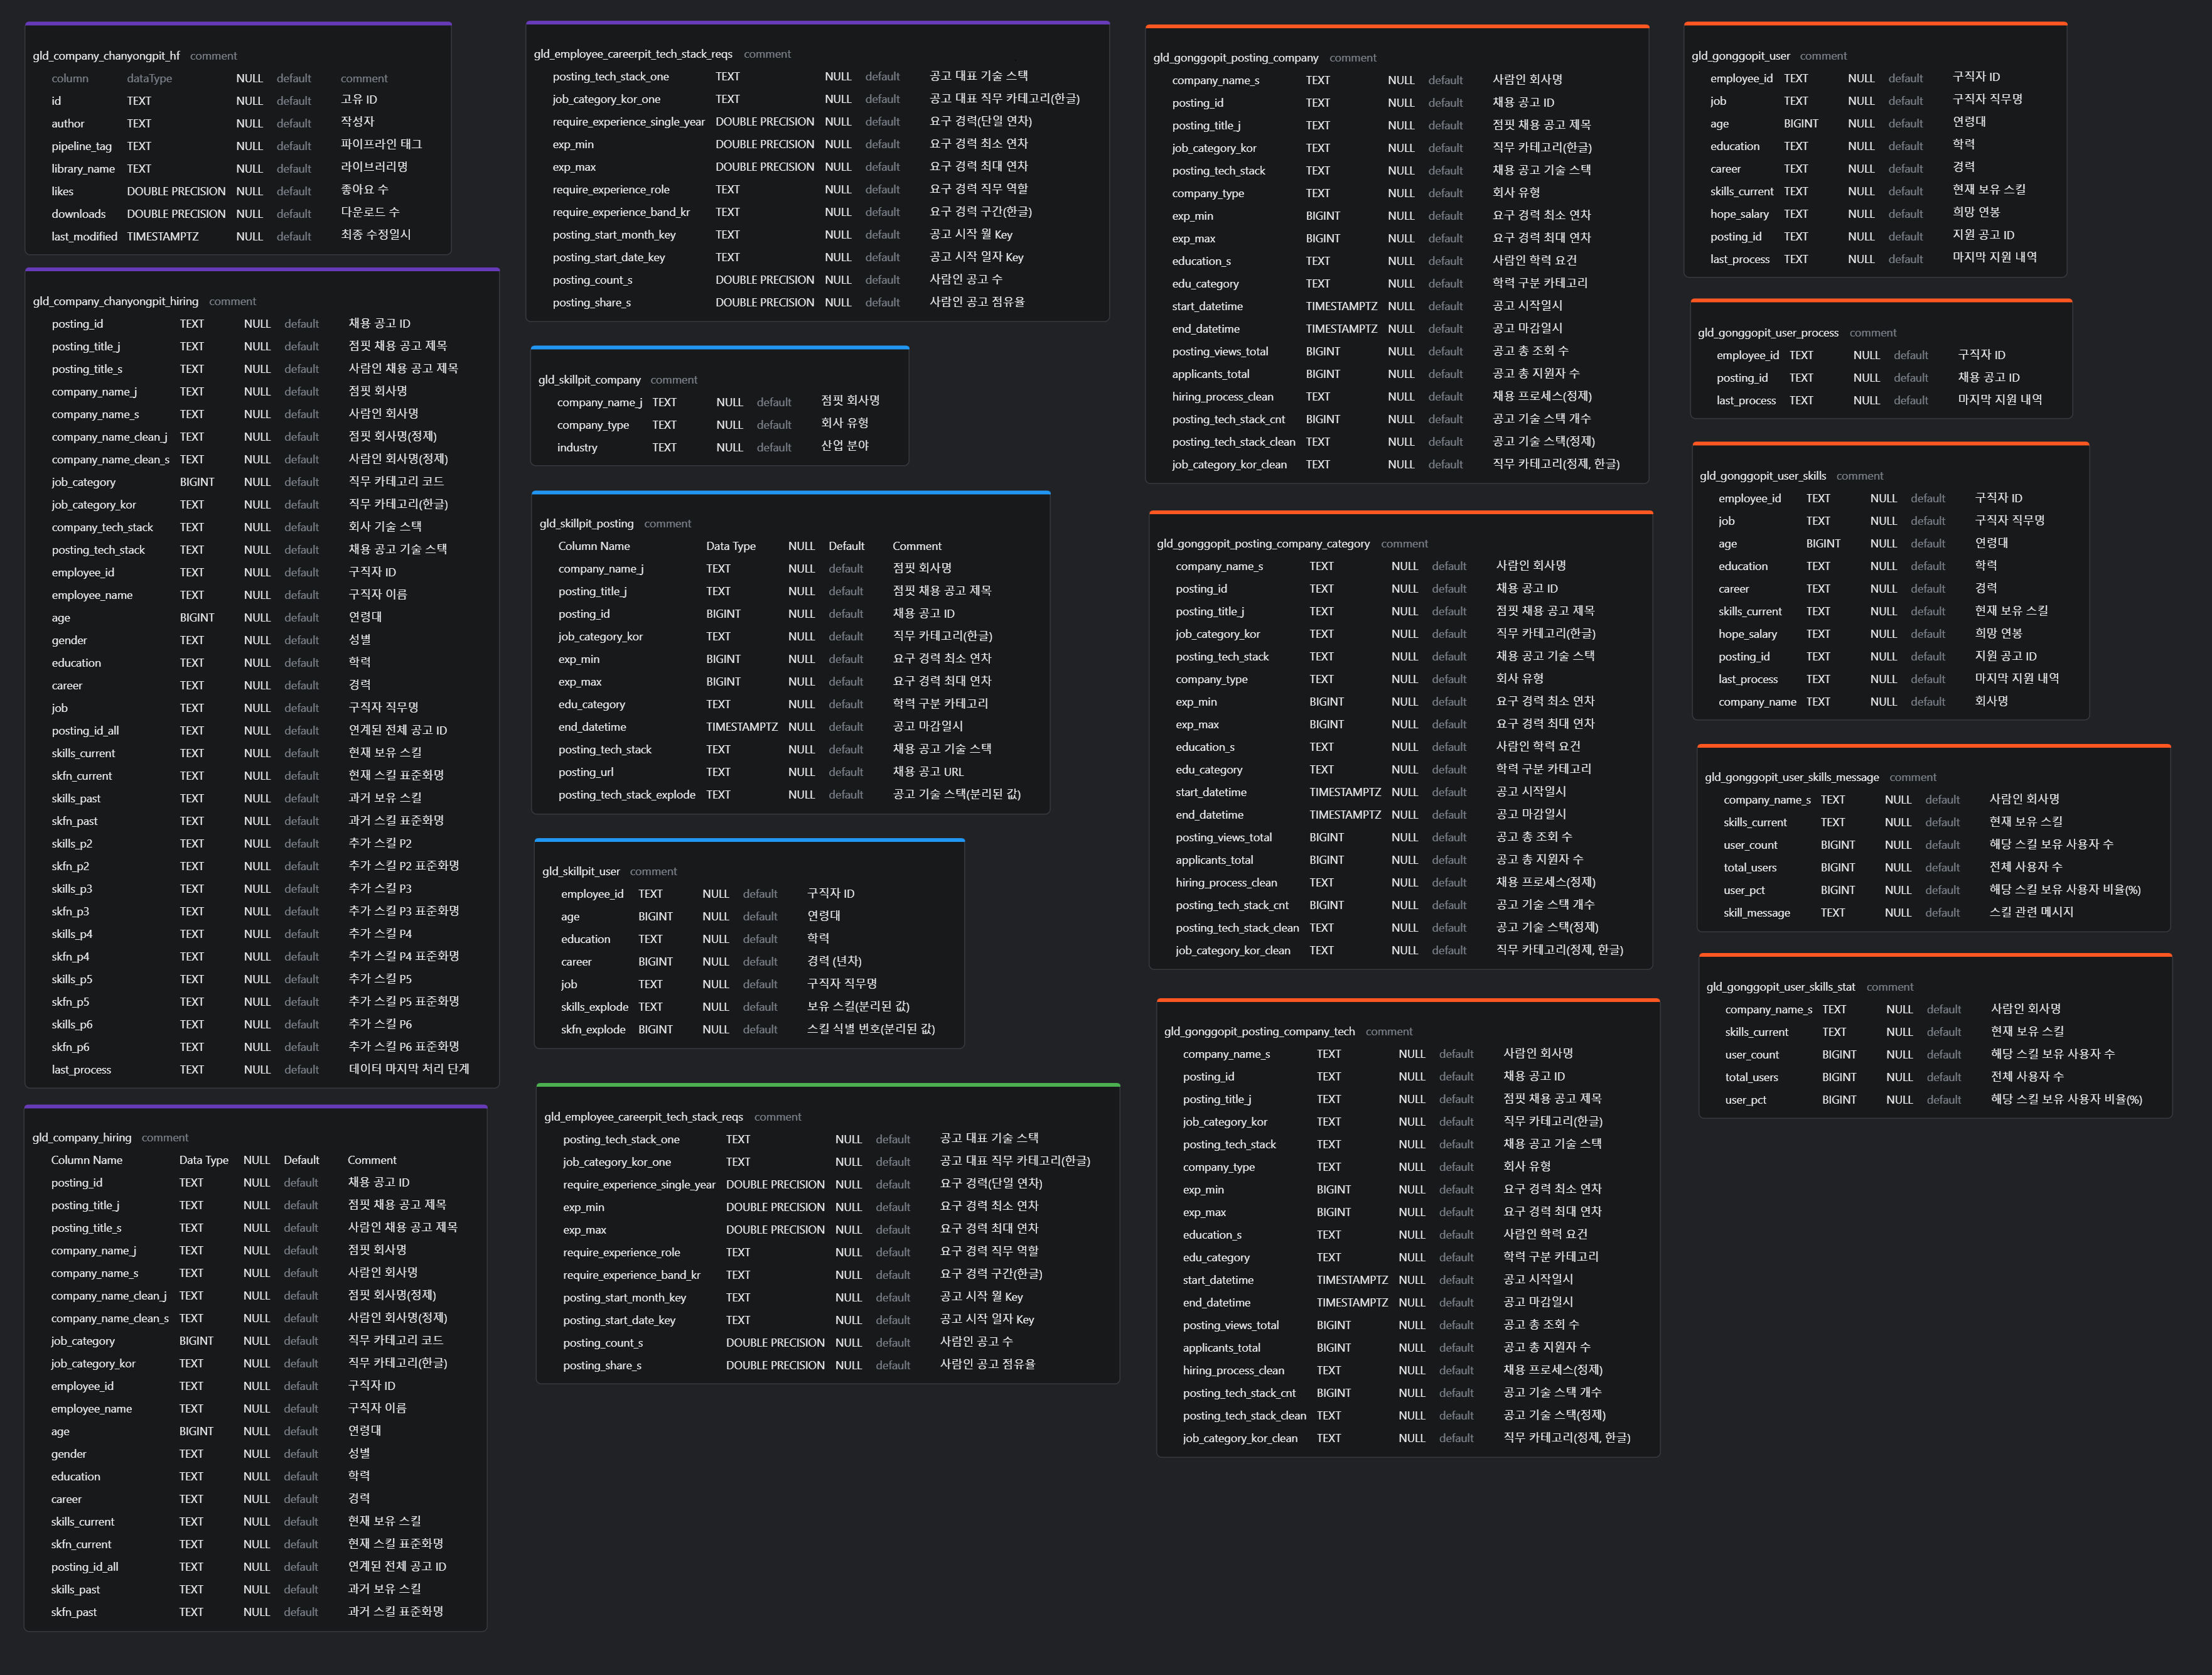 gld_company_chanyongpit_hf comment
column dataType NULL default comment
id TEXT NULL default 고유 ID
author TEXT NULL default 작성자
pipeline_tag TEXT NULL default 파이프라인 태그
library_name TEXT NULL default 라이브러리명
likes DOUBLE PRECISION NULL default 좋아요 수
downloads DOUBLE PRECISION NULL default 다운로드 수
last_modified TIMESTAMPTZ NULL default 최종 수정일시
gld_company_chanyongpit_hiring comment
posting_id TEXT NULL default 채용 공고 ID
posting_title_j TEXT NULL default 점핏 채용 공고 제목
posting_title_s TEXT NULL default 사람인 채용 공고 제목
company_name_j TEXT NULL default 점핏 회사명
company_name_s TEXT NULL default 사람인 회사명
company_name_clean_j TEXT NULL default 점핏 회사명(정제)
company_name_clean_s TEXT NULL default 사람인 회사명(정제)
job_category BIGINT NULL default 직무 카테고리 코드
job_category_kor TEXT NULL default 직무 카테고리(한글)
company_tech_stack TEXT NULL default 회사 기술 스택
posting_tech_stack TEXT NULL default 채용 공고 기술 스택
employee_id TEXT NULL default 구직자 ID
employee_name TEXT NULL default 구직자 이름
age BIGINT NULL default 연령대
gender TEXT NULL default 성별
education TEXT NULL default 학력
career TEXT NULL default 경력
job TEXT NULL default 구직자 직무명
posting_id_all TEXT NULL default 연계된 전체 공고 ID
skills_current TEXT NULL default 현재 보유 스킬
skfn_current TEXT NULL default 현재 스킬 표준화명
skills_past TEXT NULL default 과거 보유 스킬
skfn_past TEXT NULL default 과거 스킬 표준화명
skills_p2 TEXT NULL default 추가 스킬 P2
skfn_p2 TEXT NULL default 추가 스킬 P2 표준화명
skills_p3 TEXT NULL default 추가 스킬 P3
skfn_p3 TEXT NULL default 추가 스킬 P3 표준화명
skills_p4 TEXT NULL default 추가 스킬 P4
skfn_p4 TEXT NULL default 추가 스킬 P4 표준화명
skills_p5 TEXT NULL default 추가 스킬 P5
skfn_p5 TEXT NULL default 추가 스킬 P5 표준화명
skills_p6 TEXT NULL default 추가 스킬 P6
skfn_p6 TEXT NULL default 추가 스킬 P6 표준화명
last_process TEXT NULL default 데이터 마지막 처리 단계
gld_company_hiring comment
Column Name Data Type NULL Default Comment
posting_id TEXT NULL default 채용 공고 ID
posting_title_j TEXT NULL default 점핏 채용 공고 제목
posting_title_s TEXT NULL default 사람인 채용 공고 제목
company_name_j TEXT NULL default 점핏 회사명
company_name_s TEXT NULL default 사람인 회사명
company_name_clean_j TEXT NULL default 점핏 회사명(정제)
company_name_clean_s TEXT NULL default 사람인 회사명(정제)
job_category BIGINT NULL default 직무 카테고리 코드
job_category_kor TEXT NULL default 직무 카테고리(한글)
employee_id TEXT NULL default 구직자 ID
employee_name TEXT NULL default 구직자 이름
age BIGINT NULL default 연령대
gender TEXT NULL default 성별
education TEXT NULL default 학력
career TEXT NULL default 경력
skills_current TEXT NULL default 현재 보유 스킬
skfn_current TEXT NULL default 현재 스킬 표준화명
posting_id_all TEXT NULL default 연계된 전체 공고 ID
skills_past TEXT NULL default 과거 보유 스킬
skfn_past TEXT NULL default 과거 스킬 표준화명
gld_employee_careerpit_tech_stack_reqs comment
posting_tech_stack_one TEXT NULL default 공고 대표 기술 스택
job_category_kor_one TEXT NULL default 공고 대표 직무 카테고리(한글)
require_experience_single_year DOUBLE PRECISION NULL default 요구 경력(단일 연차)
exp_min DOUBLE PRECISION NULL default 요구 경력 최소 연차
exp_max DOUBLE PRECISION NULL default 요구 경력 최대 연차
require_experience_role TEXT NULL default 요구 경력 직무 역할
require_experience_band_kr TEXT NULL default 요구 경력 구간(한글)
posting_start_month_key TEXT NULL default 공고 시작 월 Key
posting_start_date_key TEXT NULL default 공고 시작 일자 Key
posting_count_s DOUBLE PRECISION NULL default 사람인 공고 수
posting_share_s DOUBLE PRECISION NULL default 사람인 공고 점유율
gld_skillpit_company comment
company_name_j TEXT NULL default 점핏 회사명
company_type TEXT NULL default 회사 유형
industry TEXT NULL default 산업 분야
gld_skillpit_posting comment
Column Name Data Type NULL Default Comment
company_name_j TEXT NULL default 점핏 회사명
posting_title_j TEXT NULL default 점핏 채용 공고 제목
posting_id BIGINT NULL default 채용 공고 ID
job_category_kor TEXT NULL default 직무 카테고리(한글)
exp_min BIGINT NULL default 요구 경력 최소 연차
exp_max BIGINT NULL default 요구 경력 최대 연차
edu_category TEXT NULL default 학력 구분 카테고리
end_datetime TIMESTAMPTZ NULL default 공고 마감일시
posting_tech_stack TEXT NULL default 채용 공고 기술 스택
posting_url TEXT NULL default 채용 공고 URL
posting_tech_stack_explode TEXT NULL default 공고 기술 스택(분리된 값)
gld_skillpit_user comment
employee_id TEXT NULL default 구직자 ID
age BIGINT NULL default 연령대
education TEXT NULL default 학력
career BIGINT NULL default 경력 (년차)
job TEXT NULL default 구직자 직무명
skills_explode TEXT NULL default 보유 스킬(분리된 값)
skfn_explode BIGINT NULL default 스킬 식별 번호(분리된 값)
gld_employee_careerpit_tech_stack_reqs comment
posting_tech_stack_one TEXT NULL default 공고 대표 기술 스택
job_category_kor_one TEXT NULL default 공고 대표 직무 카테고리(한글)
require_experience_single_year DOUBLE PRECISION NULL default 요구 경력(단일 연차)
exp_min DOUBLE PRECISION NULL default 요구 경력 최소 연차
exp_max DOUBLE PRECISION NULL default 요구 경력 최대 연차
require_experience_role TEXT NULL default 요구 경력 직무 역할
require_experience_band_kr TEXT NULL default 요구 경력 구간(한글)
posting_start_month_key TEXT NULL default 공고 시작 월 Key
posting_start_date_key TEXT NULL default 공고 시작 일자 Key
posting_count_s DOUBLE PRECISION NULL default 사람인 공고 수
posting_share_s DOUBLE PRECISION NULL default 사람인 공고 점유율
gld_gonggopit_posting_company comment
company_name_s TEXT NULL default 사람인 회사명
posting_id TEXT NULL default 채용 공고 ID
posting_title_j TEXT NULL default 점핏 채용 공고 제목
job_category_kor TEXT NULL default 직무 카테고리(한글)
posting_tech_stack TEXT NULL default 채용 공고 기술 스택
company_type TEXT NULL default 회사 유형
exp_min BIGINT NULL default 요구 경력 최소 연차
exp_max BIGINT NULL default 요구 경력 최대 연차
education_s TEXT NULL default 사람인 학력 요건
edu_category TEXT NULL default 학력 구분 카테고리
start_datetime TIMESTAMPTZ NULL default 공고 시작일시
end_datetime TIMESTAMPTZ NULL default 공고 마감일시
posting_views_total BIGINT NULL default 공고 총 조회 수
applicants_total BIGINT NULL default 공고 총 지원자 수
hiring_process_clean TEXT NULL default 채용 프로세스(정제)
posting_tech_stack_cnt BIGINT NULL default 공고 기술 스택 개수
posting_tech_stack_clean TEXT NULL default 공고 기술 스택(정제)
job_category_kor_clean TEXT NULL default 직무 카테고리(정제, 한글)
gld_gonggopit_posting_company_category comment
company_name_s TEXT NULL default 사람인 회사명
posting_id TEXT NULL default 채용 공고 ID
posting_title_j TEXT NULL default 점핏 채용 공고 제목
job_category_kor TEXT NULL default 직무 카테고리(한글)
posting_tech_stack TEXT NULL default 채용 공고 기술 스택
company_type TEXT NULL default 회사 유형
exp_min BIGINT NULL default 요구 경력 최소 연차
exp_max BIGINT NULL default 요구 경력 최대 연차
education_s TEXT NULL default 사람인 학력 요건
edu_category TEXT NULL default 학력 구분 카테고리
start_datetime TIMESTAMPTZ NULL default 공고 시작일시
end_datetime TIMESTAMPTZ NULL default 공고 마감일시
posting_views_total BIGINT NULL default 공고 총 조회 수
applicants_total BIGINT NULL default 공고 총 지원자 수
hiring_process_clean TEXT NULL default 채용 프로세스(정제)
posting_tech_stack_cnt BIGINT NULL default 공고 기술 스택 개수
posting_tech_stack_clean TEXT NULL default 공고 기술 스택(정제)
job_category_kor_clean TEXT NULL default 직무 카테고리(정제, 한글)
gld_gonggopit_posting_company_tech comment
company_name_s TEXT NULL default 사람인 회사명
posting_id TEXT NULL default 채용 공고 ID
posting_title_j TEXT NULL default 점핏 채용 공고 제목
job_category_kor TEXT NULL default 직무 카테고리(한글)
posting_tech_stack TEXT NULL default 채용 공고 기술 스택
company_type TEXT NULL default 회사 유형
exp_min BIGINT NULL default 요구 경력 최소 연차
exp_max BIGINT NULL default 요구 경력 최대 연차
education_s TEXT NULL default 사람인 학력 요건
edu_category TEXT NULL default 학력 구분 카테고리
start_datetime TIMESTAMPTZ NULL default 공고 시작일시
end_datetime TIMESTAMPTZ NULL default 공고 마감일시
posting_views_total BIGINT NULL default 공고 총 조회 수
applicants_total BIGINT NULL default 공고 총 지원자 수
hiring_process_clean TEXT NULL default 채용 프로세스(정제)
posting_tech_stack_cnt BIGINT NULL default 공고 기술 스택 개수
posting_tech_stack_clean TEXT NULL default 공고 기술 스택(정제)
job_category_kor_clean TEXT NULL default 직무 카테고리(정제, 한글)
gld_gonggopit_user comment
employee_id TEXT NULL default 구직자 ID
job TEXT NULL default 구직자 직무명
age BIGINT NULL default 연령대
education TEXT NULL default 학력
career TEXT NULL default 경력
skills_current TEXT NULL default 현재 보유 스킬
hope_salary TEXT NULL default 희망 연봉
posting_id TEXT NULL default 지원 공고 ID
last_process TEXT NULL default 마지막 지원 내역
gld_gonggopit_user_process comment
employee_id TEXT NULL default 구직자 ID
posting_id TEXT NULL default 채용 공고 ID
last_process TEXT NULL default 마지막 지원 내역
gld_gonggopit_user_skills comment
employee_id TEXT NULL default 구직자 ID
job TEXT NULL default 구직자 직무명
age BIGINT NULL default 연령대
education TEXT NULL default 학력
career TEXT NULL default 경력
skills_current TEXT NULL default 현재 보유 스킬
hope_salary TEXT NULL default 희망 연봉
posting_id TEXT NULL default 지원 공고 ID
last_process TEXT NULL default 마지막 지원 내역
company_name TEXT NULL default 회사명
gld_gonggopit_user_skills_message comment
company_name_s TEXT NULL default 사람인 회사명
skills_current TEXT NULL default 현재 보유 스킬
user_count BIGINT NULL default 해당 스킬 보유 사용자 수
total_users BIGINT NULL default 전체 사용자 수
user_pct BIGINT NULL default 해당 스킬 보유 사용자 비율(%)
skill_message TEXT NULL default 스킬 관련 메시지
gld_gonggopit_user_skills_stat comment
company_name_s TEXT NULL default 사람인 회사명
skills_current TEXT NULL default 현재 보유 스킬
user_count BIGINT NULL default 해당 스킬 보유 사용자 수
total_users BIGINT NULL default 전체 사용자 수
user_pct BIGINT NULL default 해당 스킬 보유 사용자 비율(%)